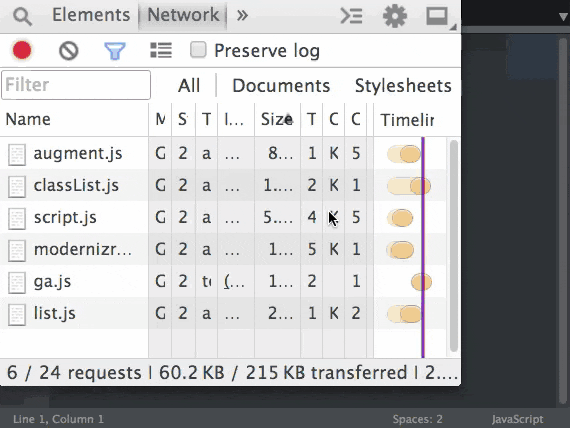 Elements Network »
Preserve log
Filter All Documents Stylesheets
Name M S T I... Size T C C Timelin
augment.js G 2 a ... 8... 1 K 5
classList.js G 2 a ... 1.... 2 K 1
script.js G 2 a ... 5.... 4 K 5
modernizr... G 2 a ... 1... 5 K 1
ga.js G 2 te (... 1... 2 1
list.js G 2 a ... 2... 1 K 2
6 / 24 requests | 60.2 KB / 215 KB transferred | 2....
Line 1, Column 1 Spaces: 2 JavaScript